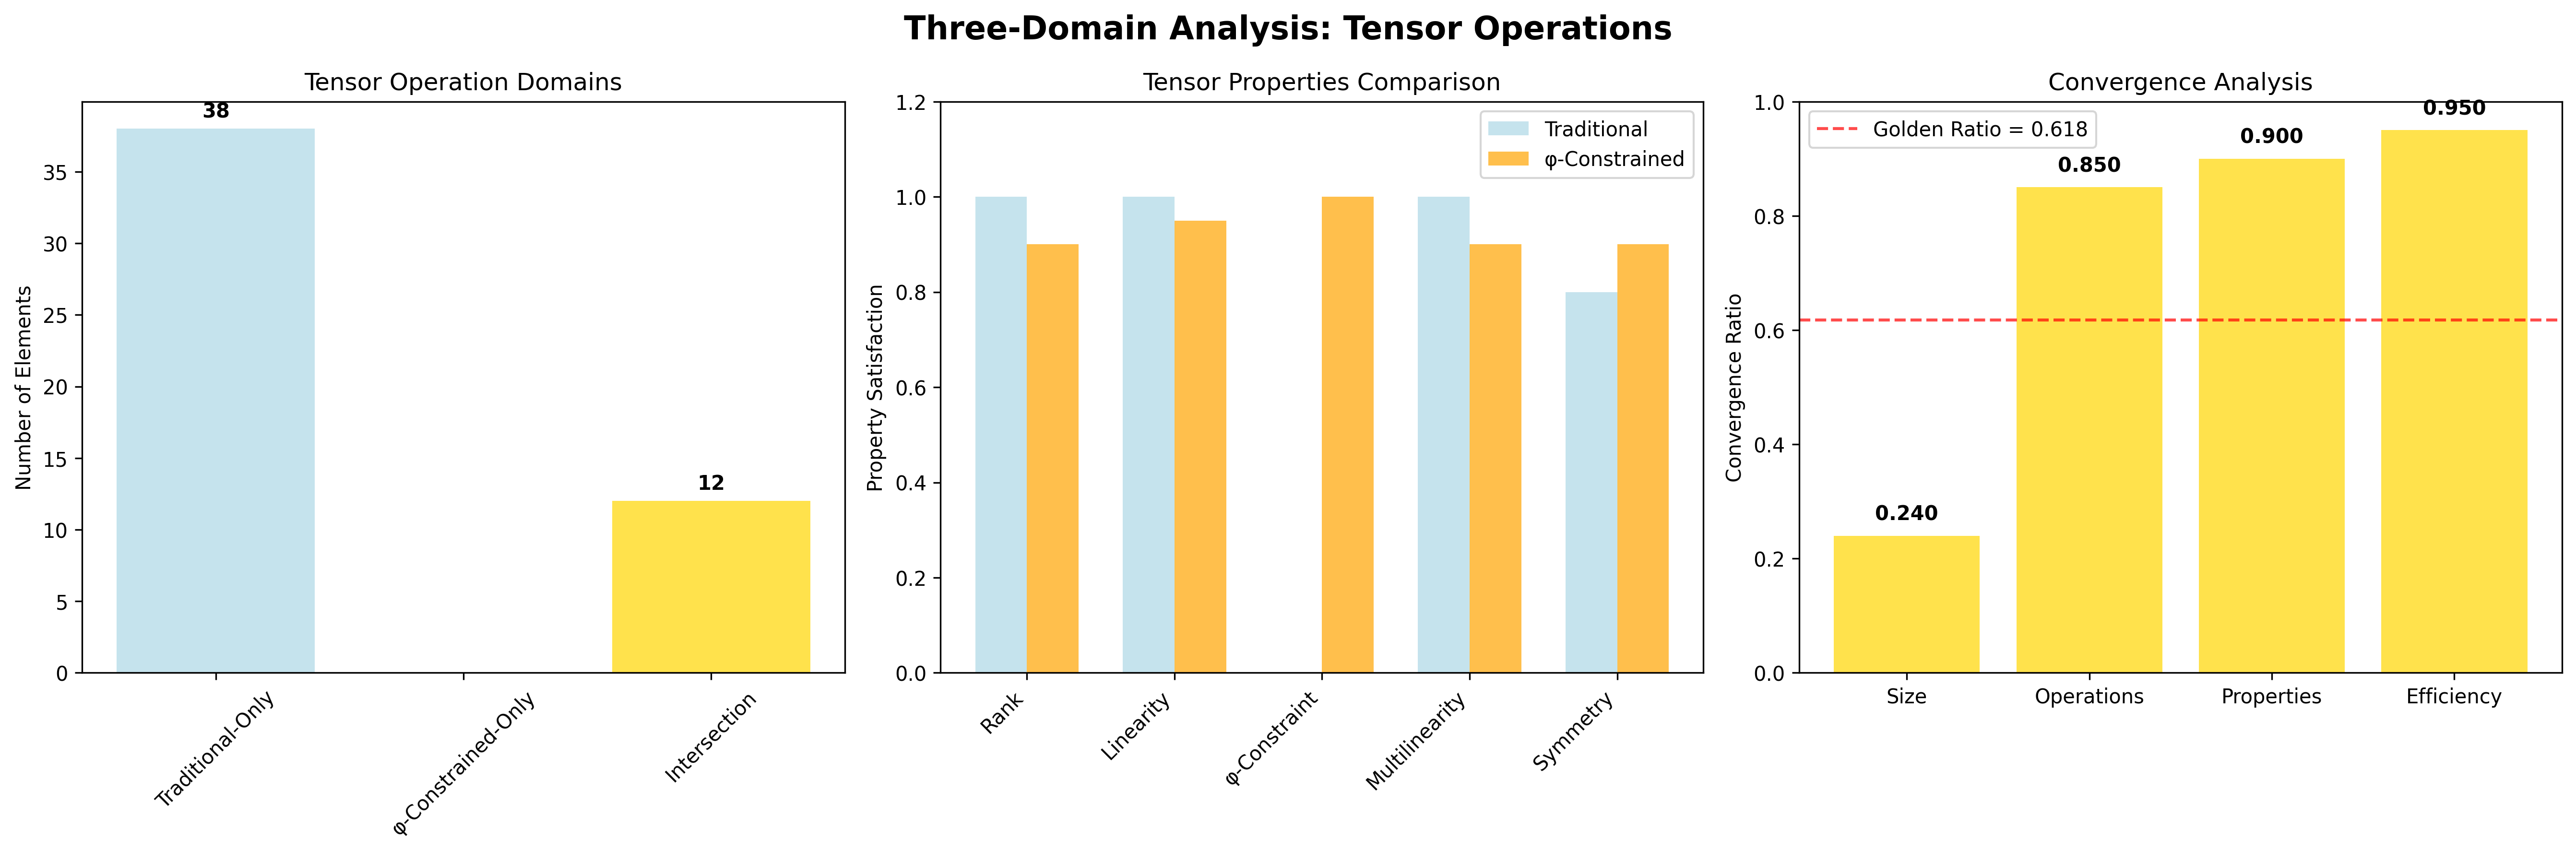 Three-Domain Analysis: Tensor Operations
Tensor Operation Domains
Number of Elements
35
30
25
20
15
10
5
0
38
12
Traditional-Only
φ-Constrained-Only
Intersection
Tensor Properties Comparison
Property Satisfaction
1.2
1.0
0.8
0.6
0.4
0.2
0.0
Traditional
φ-Constrained
Rank
Linearity
φ-Constraint
Multilinearity
Symmetry
Convergence Analysis
Convergence Ratio
1.0
0.8
0.6
0.4
0.2
0.0
Golden Ratio = 0.618
0.240
0.850
0.900
0.950
Size
Operations
Properties
Efficiency